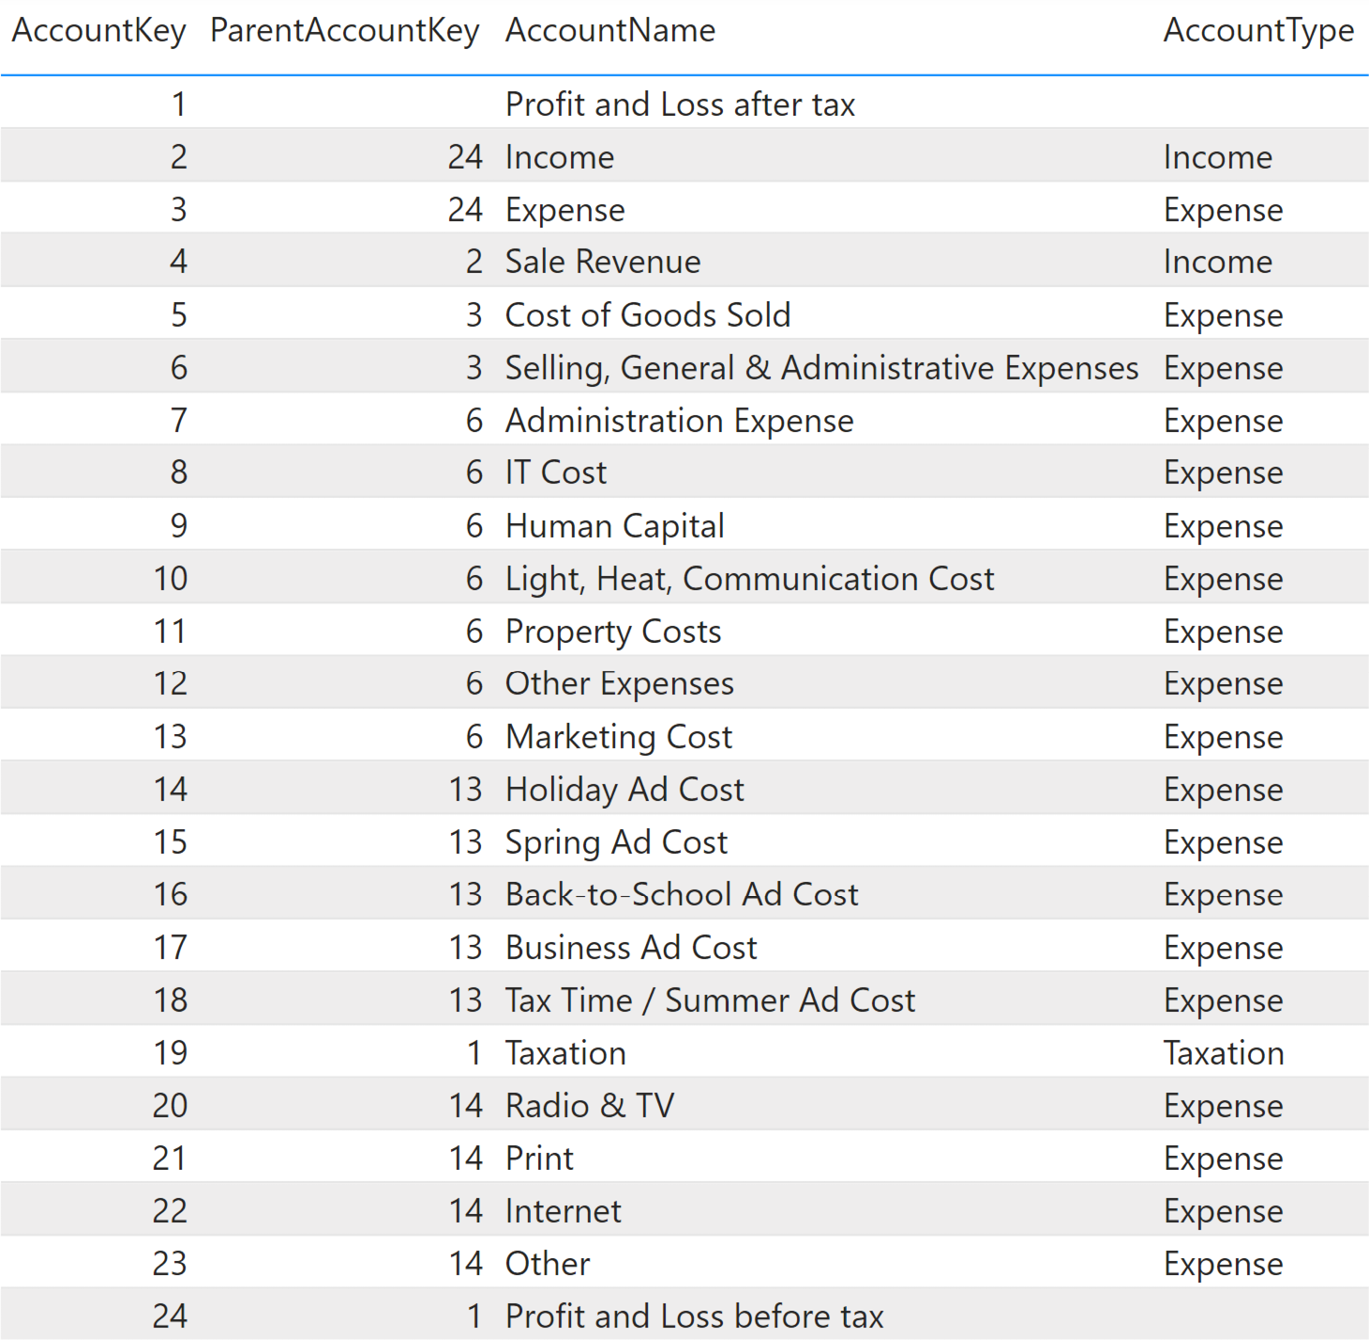 AccountKey ParentAccountKey AccountName AccountType
1 Profit and Loss after tax
2 24 Income Income
3 24 Expense Expense
4 2 Sale Revenue Income
5 3 Cost of Goods Sold Expense
6 3 Selling, General & Administrative Expenses Expense
7 6 Administration Expense Expense
8 6 IT Cost Expense
9 6 Human Capital Expense
10 6 Light, Heat, Communication Cost Expense
11 6 Property Costs Expense
12 6 Other Expenses Expense
13 6 Marketing Cost Expense
14 13 Holiday Ad Cost Expense
15 13 Spring Ad Cost Expense
16 13 Back-to-School Ad Cost Expense
17 13 Business Ad Cost Expense
18 13 Tax Time / Summer Ad Cost Expense
19 1 Taxation Taxation
20 14 Radio & TV Expense
21 14 Print Expense
22 14 Internet Expense
23 14 Other Expense
24 1 Profit and Loss before tax